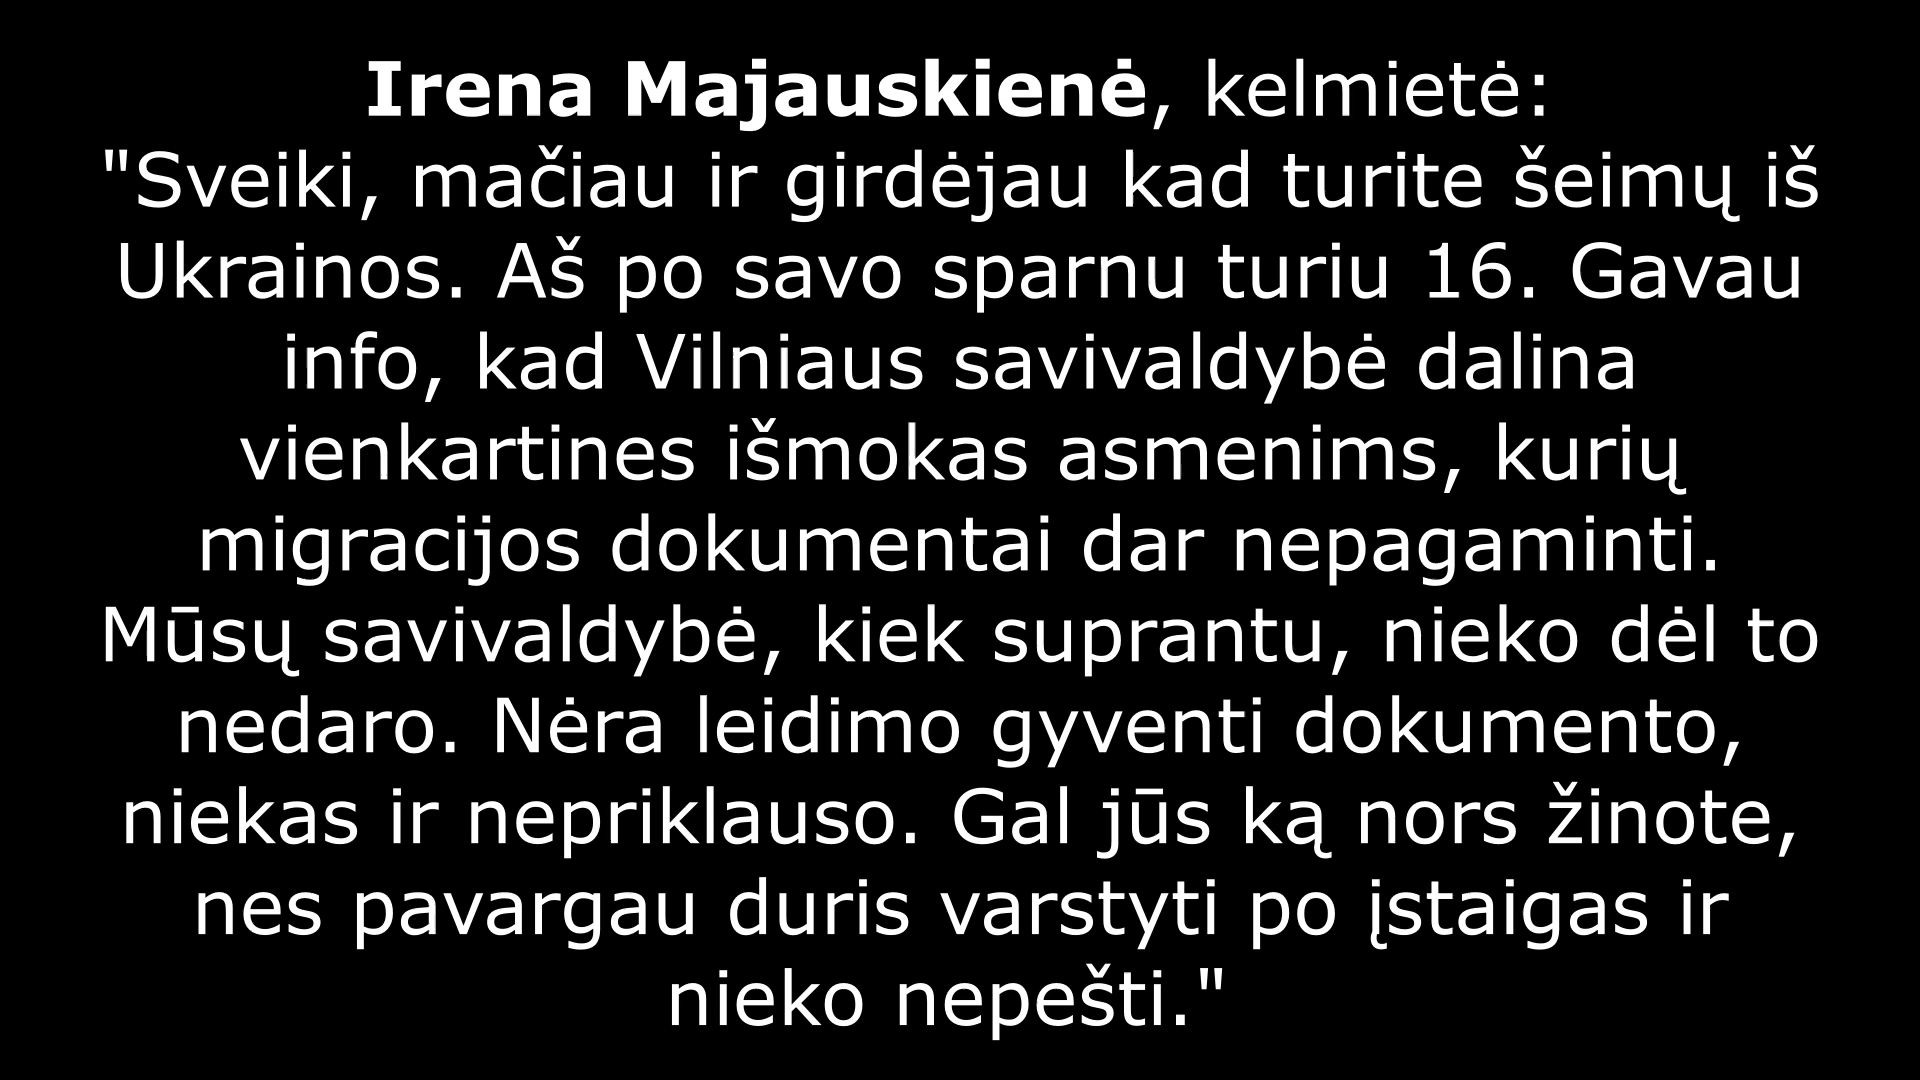 Irena Majauskienė, kelmietė:
"Sveiki, mačiau ir girdėjau kad turite šeimų iš
Ukrainos. Aš po savo sparnu turiu 16. Gavau
info, kad Vilniaus savivaldybė dalina
vienkartines išmokas asmenims, kurių
migracijos dokumentai dar nepagaminti.
Mūsų savivaldybė, kiek suprantu, nieko dėl to
nedaro. Nėra leidimo gyventi dokumento,
niekas ir nepriklauso. Gal jūs ką nors žinote,
nes pavargau duris varstyti po įstaigas ir
nieko nepešti."